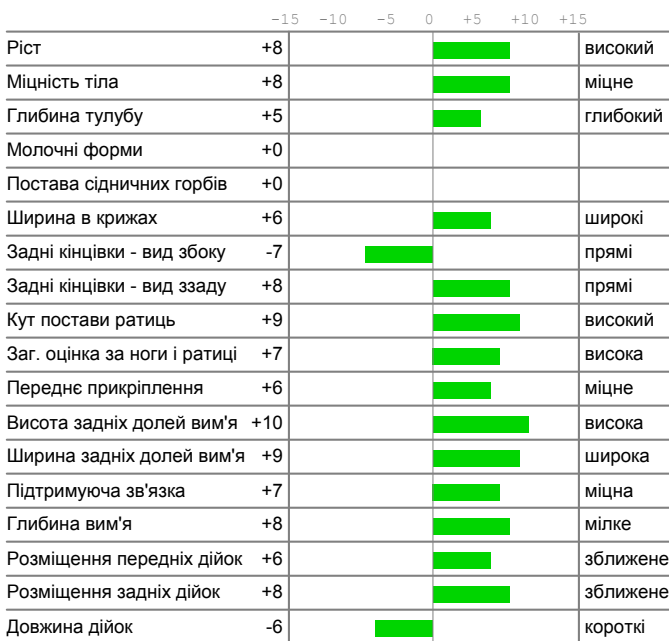 -15 -10 -5 0 +5 +10 +15
Ріст +8 високий
Міцність тіла +8 міцне
Глибина тулубу +5 глибокий
Молочні форми +0
Постава сідничних горбів +0
Ширина в крижах +6 широкі
Задні кінцівки - вид збоку -7 прямі
Задні кінцівки - вид ззаду +8 прямі
Кут постави ратиць +9 високий
Заг. оцінка за ноги і ратиці +7 висока
Переднє прикріплення +6 міцне
Висота задніх долей вим'я +10 висока
Ширина задніх долей вим'я +9 широка
Підтримуюча зв'язка +7 міцна
Глибина вим'я +8 мілке
Розміщення передніх дійок +6 зближене
Розміщення задніх дійок +8 зближене
Довжина дійок -6 короткі